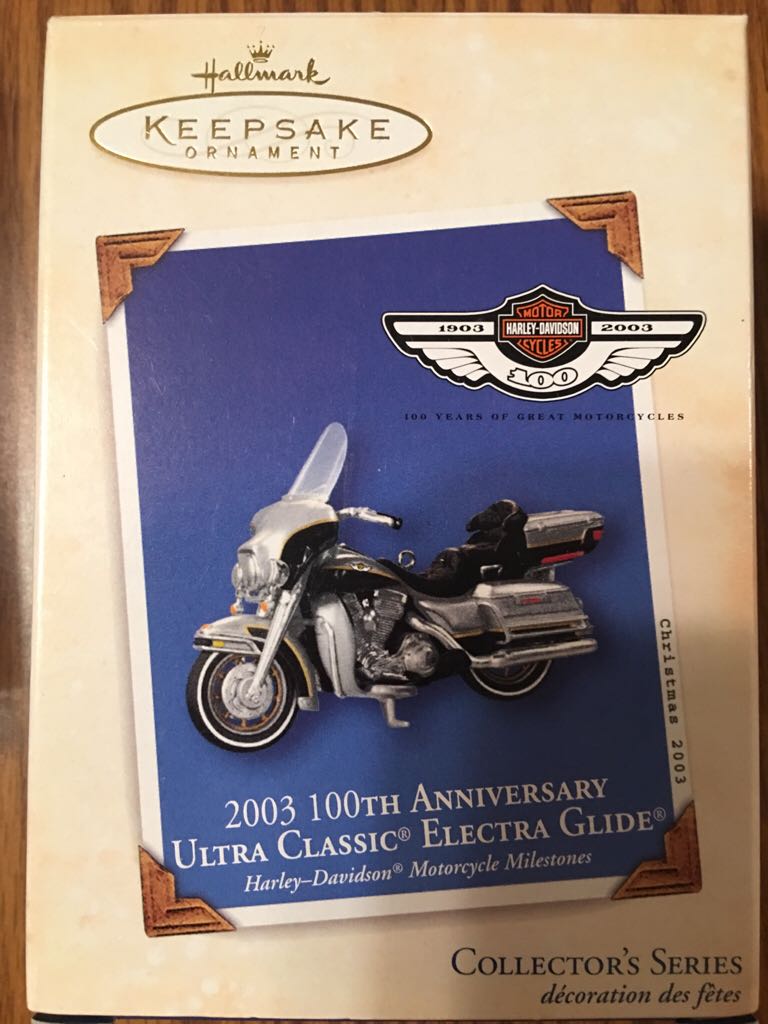 Hallmark
KEEPSAKE
ORNAMENT
MOTOR
1903 HARLEY-DAVIDSON 2003
CYCLES
100
100 YEARS OF GREAT MOTORCYCLES
Christmas 2003
2003 100TH ANNIVERSARY
ULTRA CLASSIC® ELECTRA GLIDE®
Harley–Davidson® Motorcycle Milestones
COLLECTOR'S SERIES
décoration des fêtes